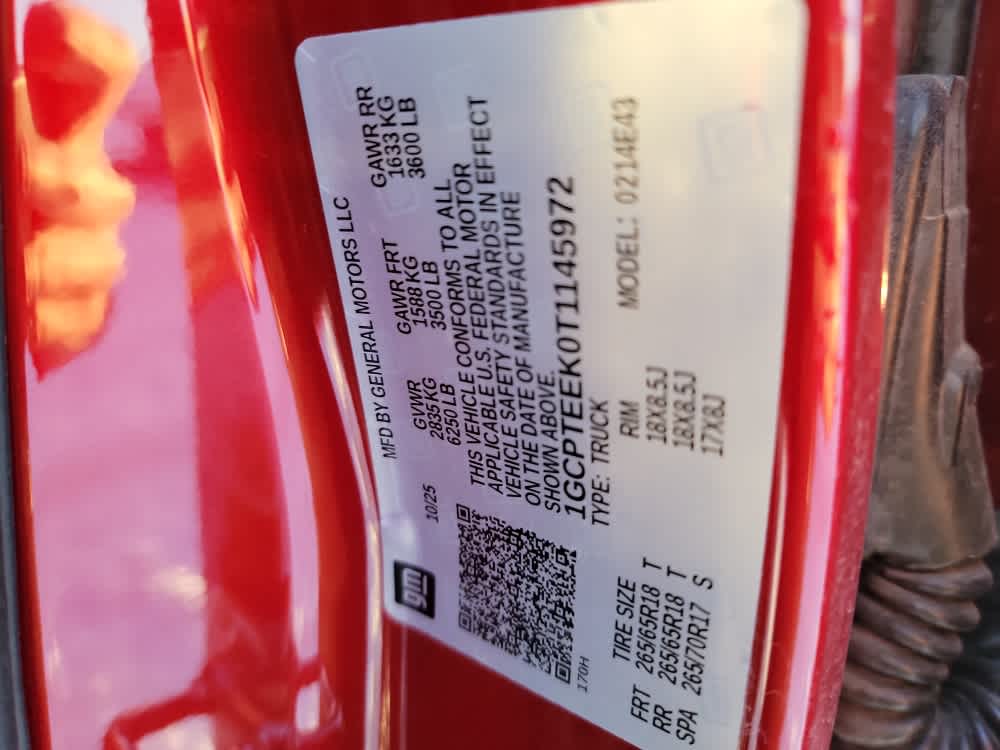 gm
MFD BY GENERAL MOTORS LLC
10/25 GVWR GAWR FRT GAWR RR
2835 KG 1588 KG 1633 KG
6250 LB 3500 LB 3600 LB
THIS VEHICLE CONFORMS TO ALL
APPLICABLE U.S. FEDERAL MOTOR
VEHICLE SAFETY STANDARDS IN EFFECT
ON THE DATE OF MANUFACTURE
SHOWN ABOVE.
1GCPTEEK0T1145972
TYPE: TRUCK MODEL: 0214E43
170H
TIRE SIZE RIM
FRT 265/65R18 T 18X8.5J
RR 265/65R18 T 18X8.5J
SPA 265/70R17 S 17X8J